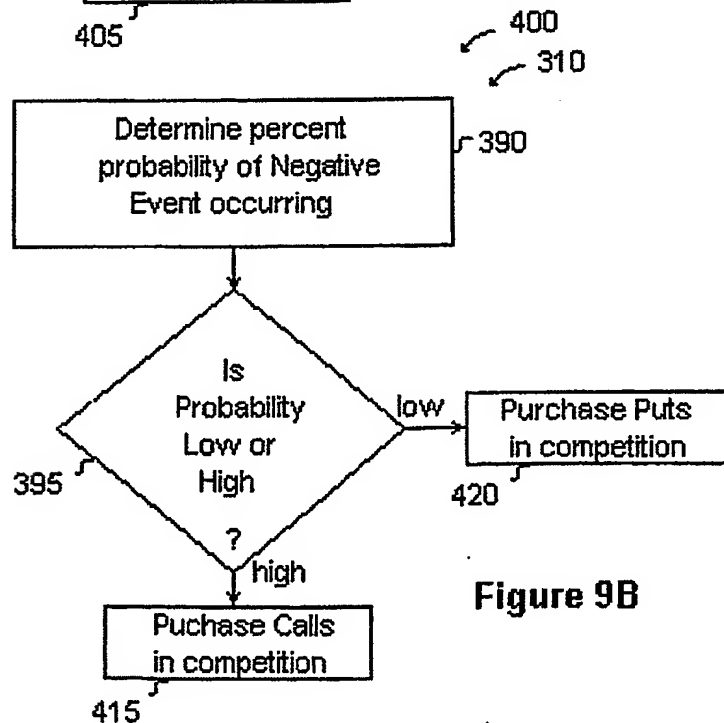 405
400
310
Determine percent
probability of Negative
Event occurring
390
Is
Probability
Low or
High
?
395
low
Purchase Puts
in competition
420
high
Puchase Calls
in competition
415
Figure 9B